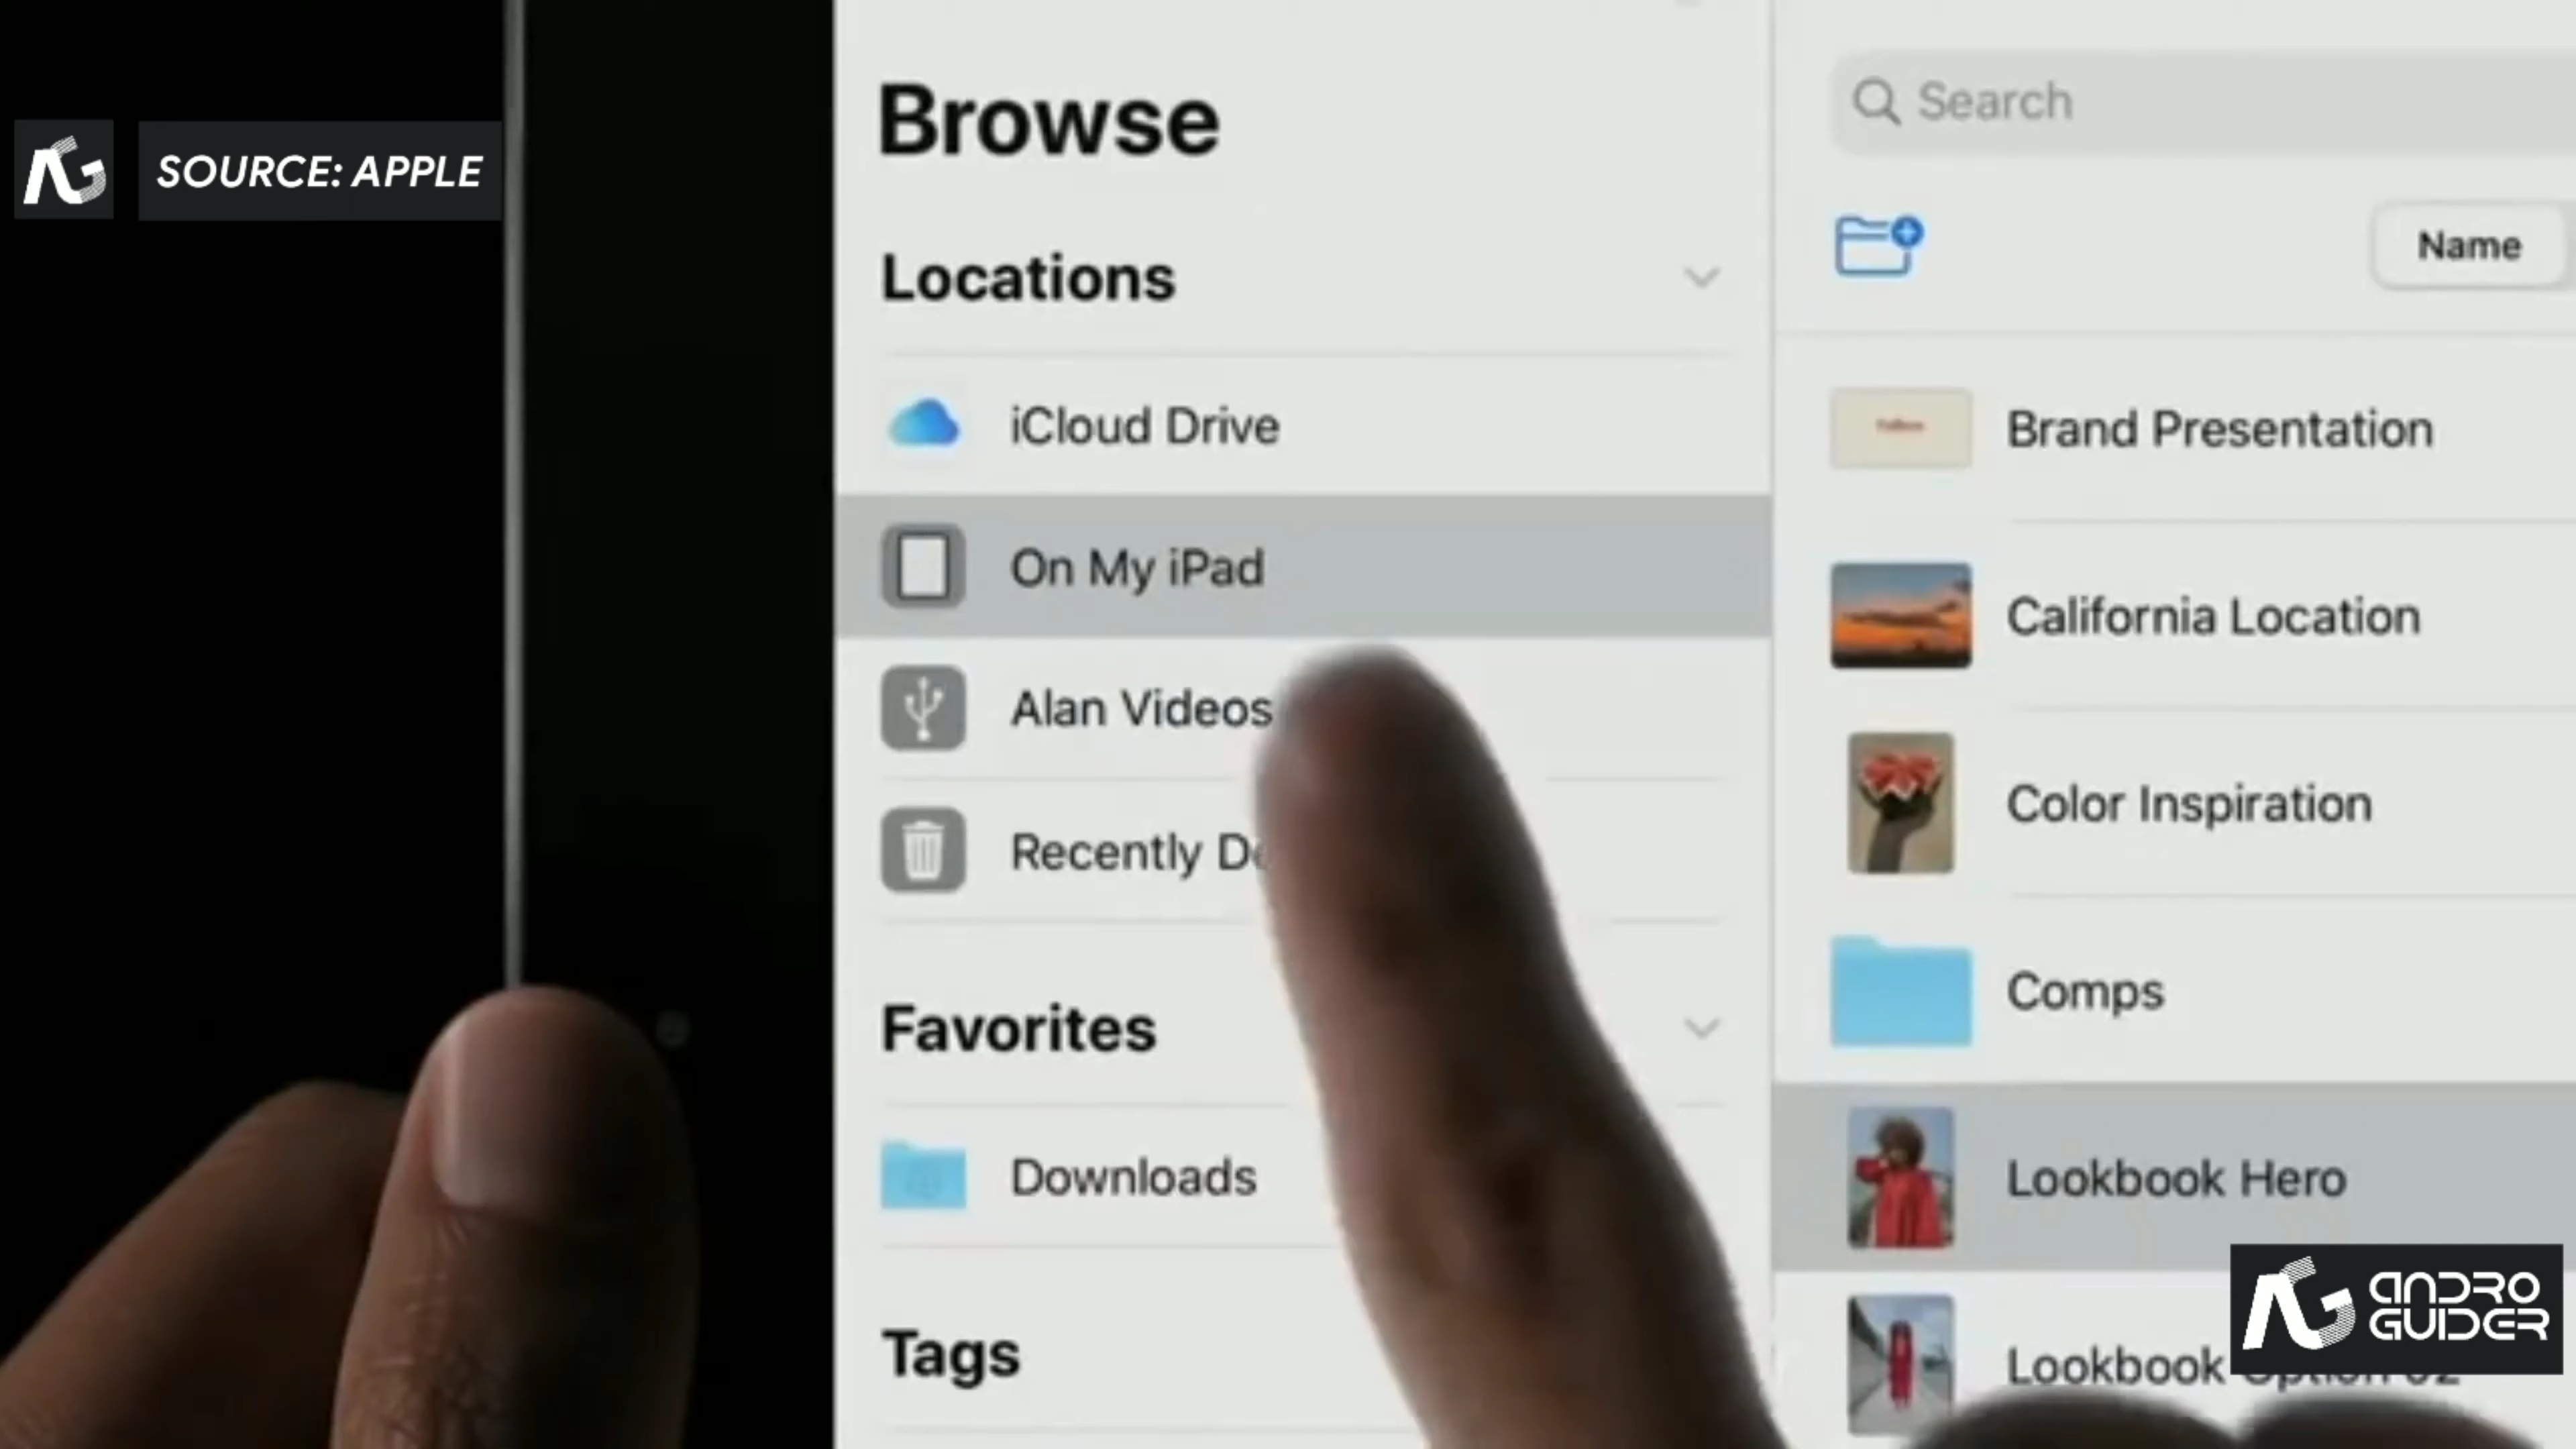 SOURCE: APPLE
Browse
Locations
iCloud Drive
On My iPad
Alan Videos
Recently
Favorites
Downloads
Tags
Search
Name
Brand Presentation
California Location
Color Inspiration
Comps
Lookbook Hero
Lookbook
ANDRO
GUIDER